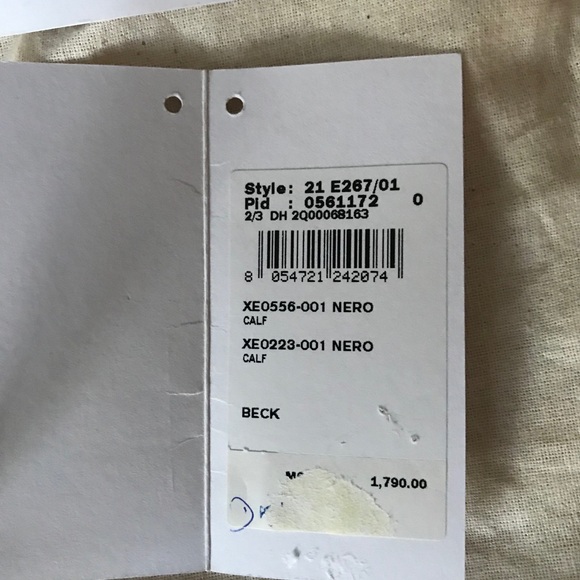 Style: 21 E267/01
Pid : 0561172 0
2/3 DH 2Q00068163
8 054721 242074
XE0556-001 NERO
CALF
XE0223-001 NERO
CALF
BECK
1,790.00